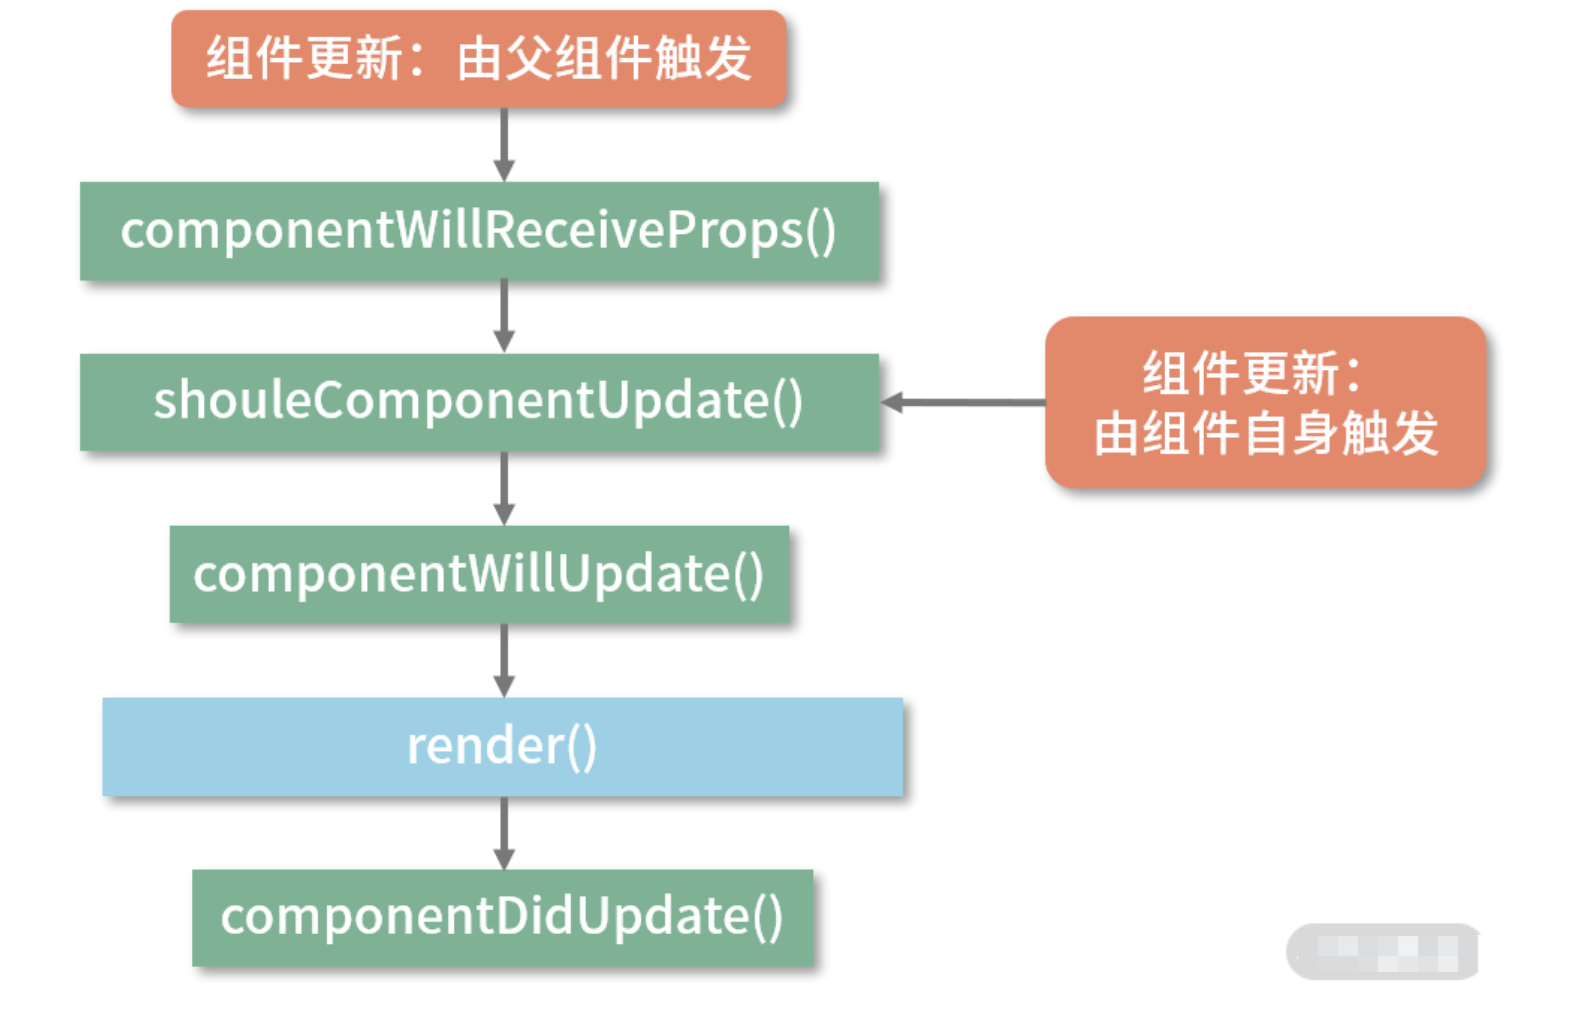 组件更新：由父组件触发
componentWillReceiveProps()
shouleComponentUpdate()
组件更新：
由组件自身触发
componentWillUpdate()
render()
componentDidUpdate()